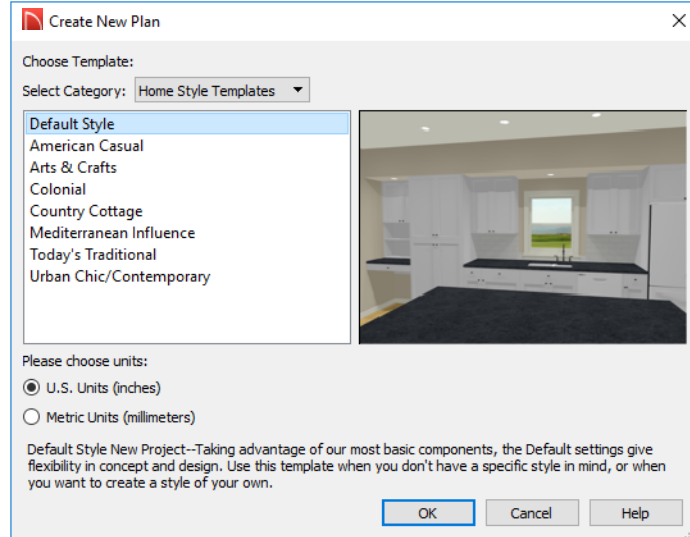 Create New Plan
Choose Template:
Select Category: Home Style Templates
Default Style
American Casual
Arts & Crafts
Colonial
Country Cottage
Mediterranean Influence
Today's Traditional
Urban Chic/Contemporary
Please choose units:
U.S. Units (inches)
Metric Units (millimeters)
Default Style New Project--Taking advantage of our most basic components, the Default settings give
flexibility in concept and design. Use this template when you don't have a specific style in mind, or when
you want to create a style of your own.
OK Cancel Help